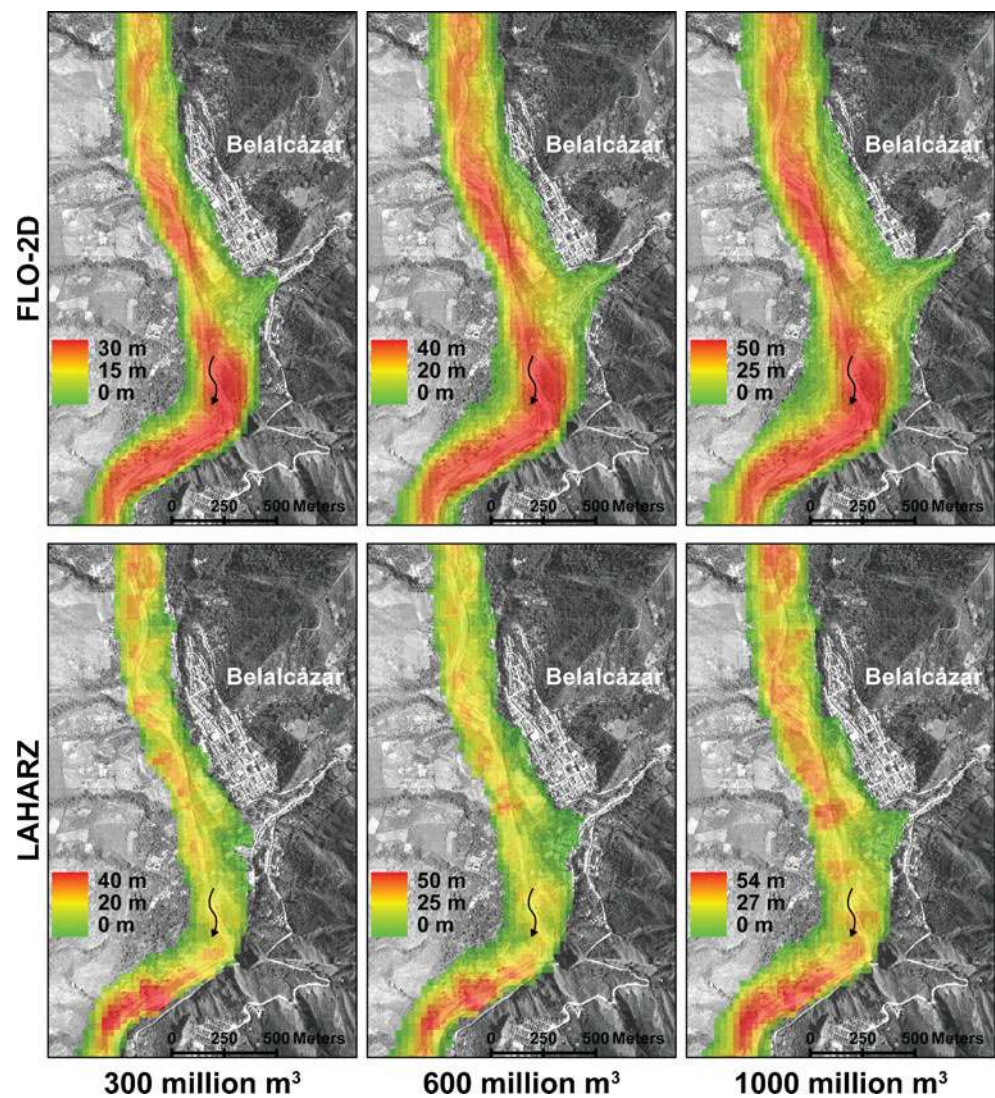 FLO-2D
Belalcázar
30 m
15 m
0 m
0 250 500 Meters
Belalcázar
40 m
20 m
0 m
0 250 500 Meters
Belalcázar
50 m
25 m
0 m
0 250 500 Meters
LAHARZ
Belalcázar
40 m
20 m
0 m
0 250 500 Meters
Belalcázar
50 m
25 m
0 m
0 250 500 Meters
Belalcázar
54 m
27 m
0 m
0 250 500 Meters
300 million m³
600 million m³
1000 million m³